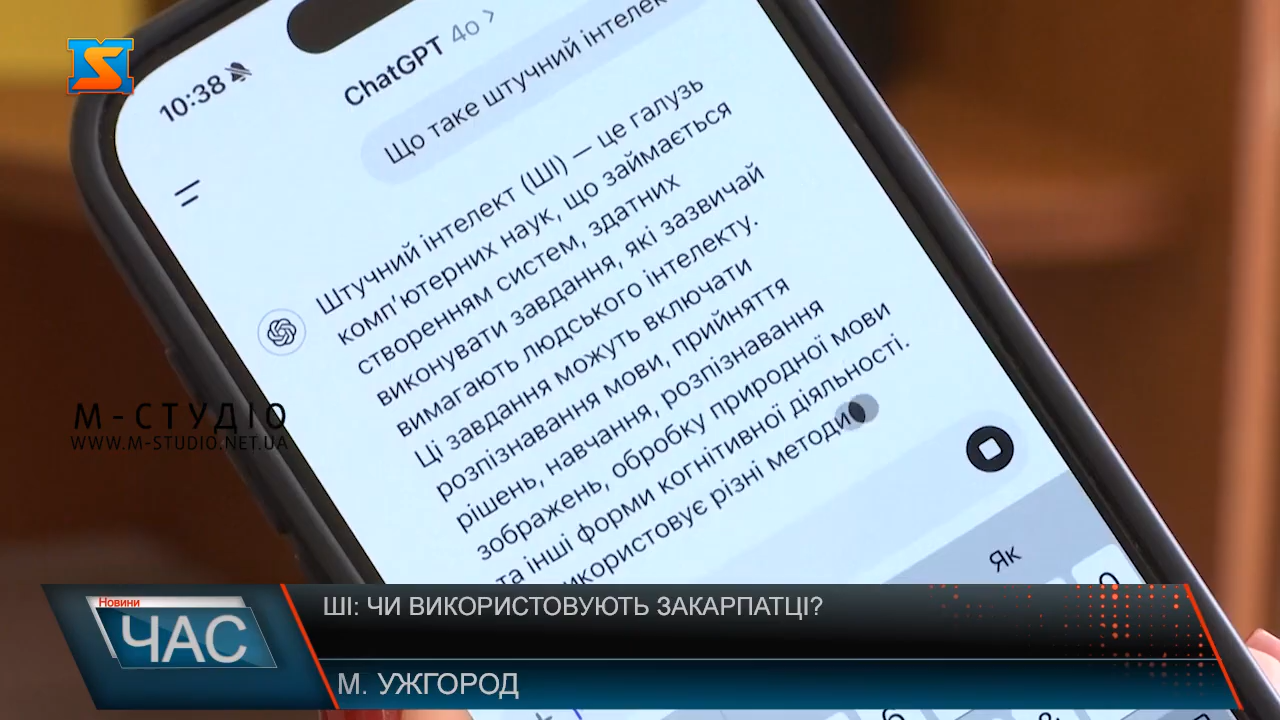 10:38
ChatGPT 4o >
Що таке штучний інтелек
Штучний інтелект (ШІ) — це галузь
комп'ютерних наук, що займається
створенням систем, здатних
виконувати завдання, які зазвичай
вимагають людського інтелекту.
Ці завдання можуть включати
розпізнавання мови, прийняття
рішень, навчання, розпізнавання
зображень, обробку природної мови
та інші форми когнітивної діяльності.
икористовує різні методи
Як
М-СТУДІО
WWW.M-STUDIO.NET.UA
Новини
ЧАС
ШІ: ЧИ ВИКОРИСТОВУЮТЬ ЗАКАРПАТЦІ?
М. УЖГОРОД